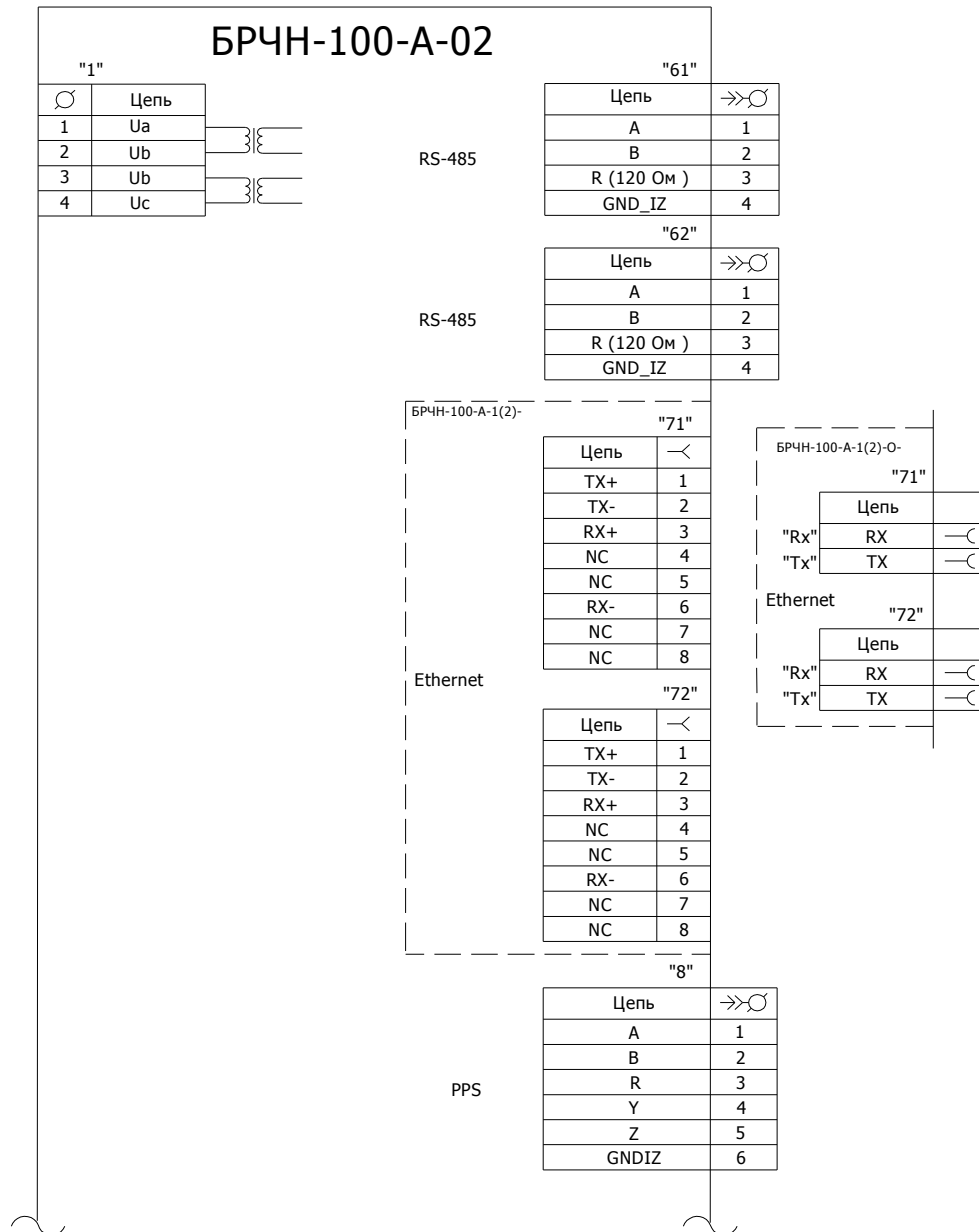 БРЧН-100-А-02
"1"
Цепь
1 Ua
2 Ub
3 Ub
4 Uc
RS-485
"61"
Цепь
A 1
B 2
R (120 Ом ) 3
GND_IZ 4
RS-485
"62"
Цепь
A 1
B 2
R (120 Ом ) 3
GND_IZ 4
БРЧН-100-А-1(2)-
Ethernet
"71"
Цепь
TX+ 1
TX- 2
RX+ 3
NC 4
NC 5
RX- 6
NC 7
NC 8
"72"
Цепь
TX+ 1
TX- 2
RX+ 3
NC 4
NC 5
RX- 6
NC 7
NC 8
БРЧН-100-А-1(2)-О-
"71"
Цепь
"Rx" RX
"Tx" TX
Ethernet
"72"
Цепь
"Rx" RX
"Tx" TX
PPS
"8"
Цепь
A 1
B 2
R 3
Y 4
Z 5
GNDIZ 6